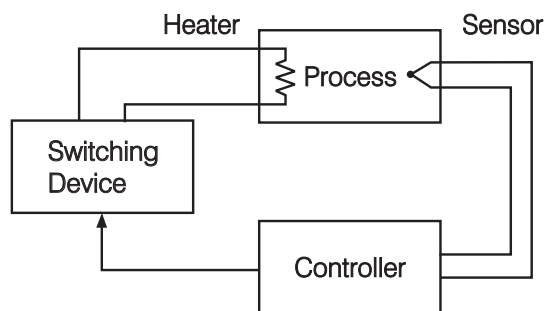 Heater
Sensor
Process
Switching
Device
Controller